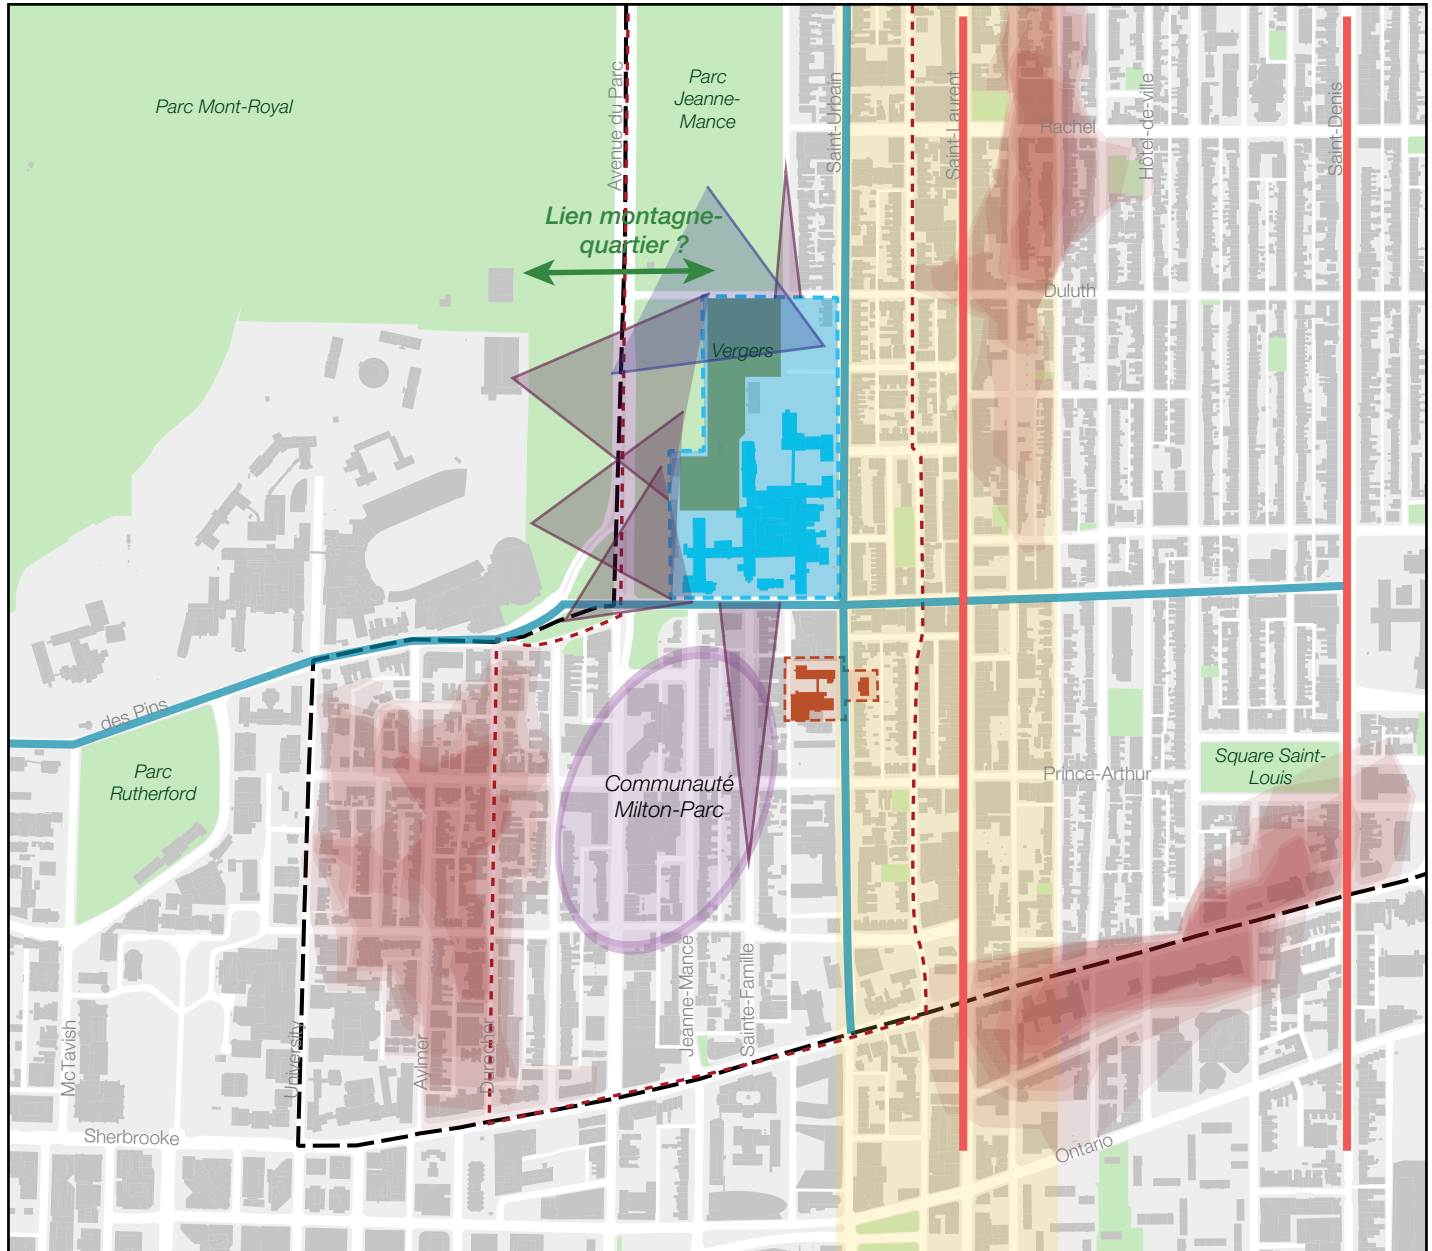 Parc Mont-Royal
Avenue du Parc
Parc
Jeanne-
Mance
Saint-Urbain
Saint-Laurent
Rachel
Hôtel-de-ville
Saint-Denis
Lien montagne-
quartier ?
Duluth
Vergers
des Pins
Parc
Rutherford
Communauté
Milton-Parc
Prince-Arthur
Square Saint-
Louis
McTavish
University
Aylmer
Durocher
Jeanne-Mance
Sainte-Famille
Sherbrooke
Ontario